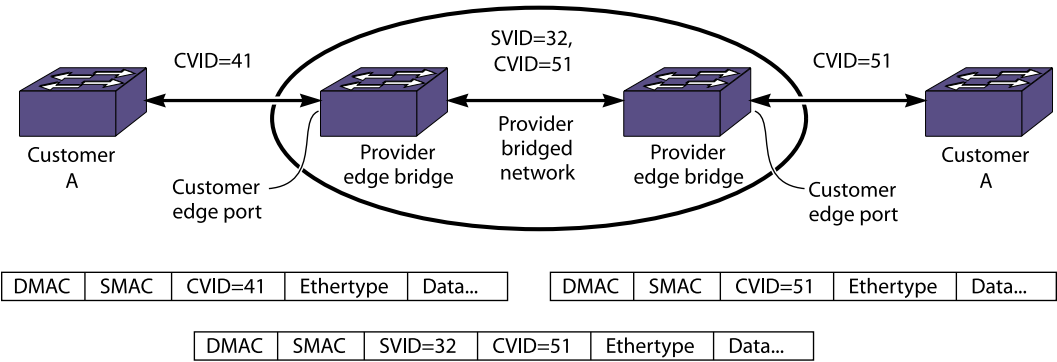 CVID=41
SVID=32,
CVID=51
CVID=51
Customer
A
Provider
edge bridge
Provider
bridged
network
Provider
edge bridge
Customer
A
Customer
edge port
Customer
edge port
DMAC SMAC CVID=41 Ethertype Data...
DMAC SMAC CVID=51 Ethertype Data...
DMAC SMAC SVID=32 CVID=51 Ethertype Data...